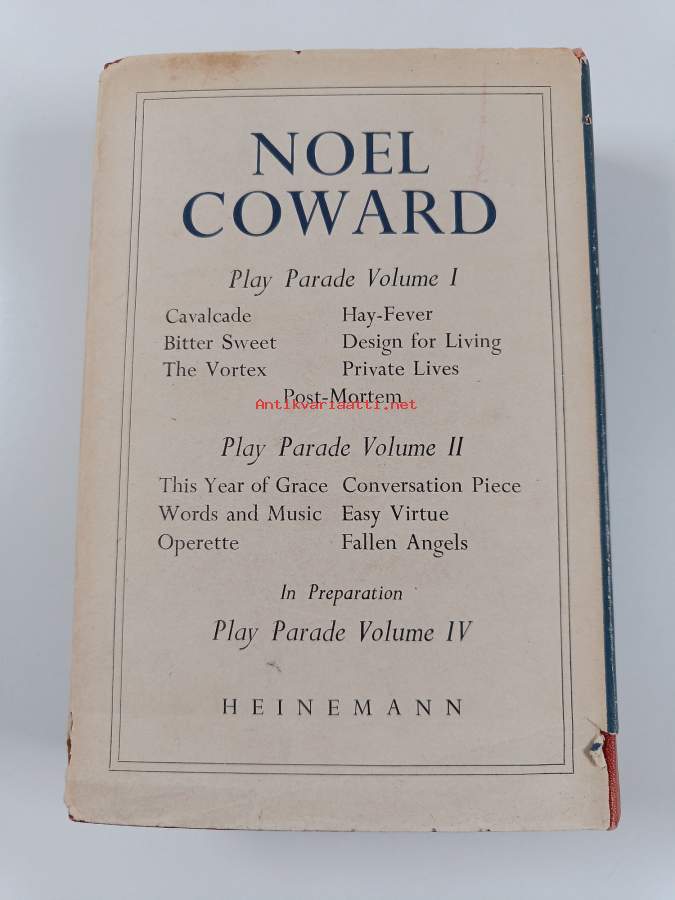 NOEL
COWARD
Play Parade Volume I
Cavalcade Hay-Fever
Bitter Sweet Design for Living
The Vortex Private Lives
Post-Mortem
Antikvariaatti.net
Play Parade Volume II
This Year of Grace Conversation Piece
Words and Music Easy Virtue
Operette Fallen Angels
In Preparation
Play Parade Volume IV
HEINEMANN